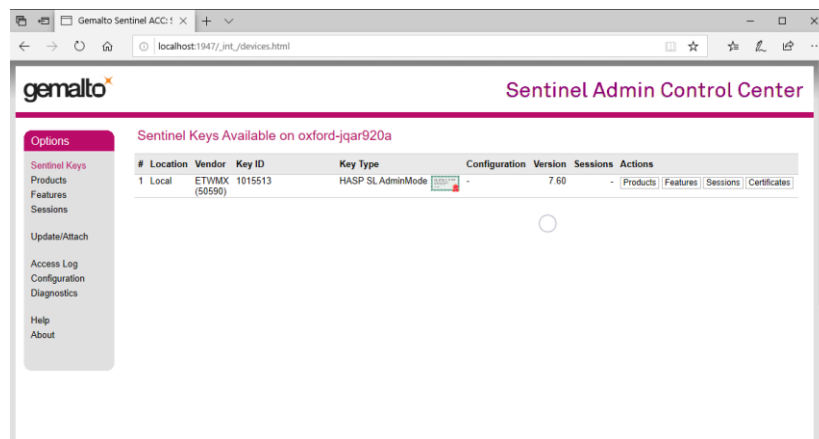 Gemalto Sentinel ACC: S
localhost:1947/_int_/devices.html
gemalto
Sentinel Admin Control Center
Options
Sentinel Keys
Products
Features
Sessions
Update/Attach
Access Log
Configuration
Diagnostics
Help
About
Sentinel Keys Available on oxford-jqar920a
# Location Vendor Key ID Key Type Configuration Version Sessions Actions
1 Local ETWMX 1015513 HASP SL AdminMode - 7.60 - Products Features Sessions Certificates
(50590)